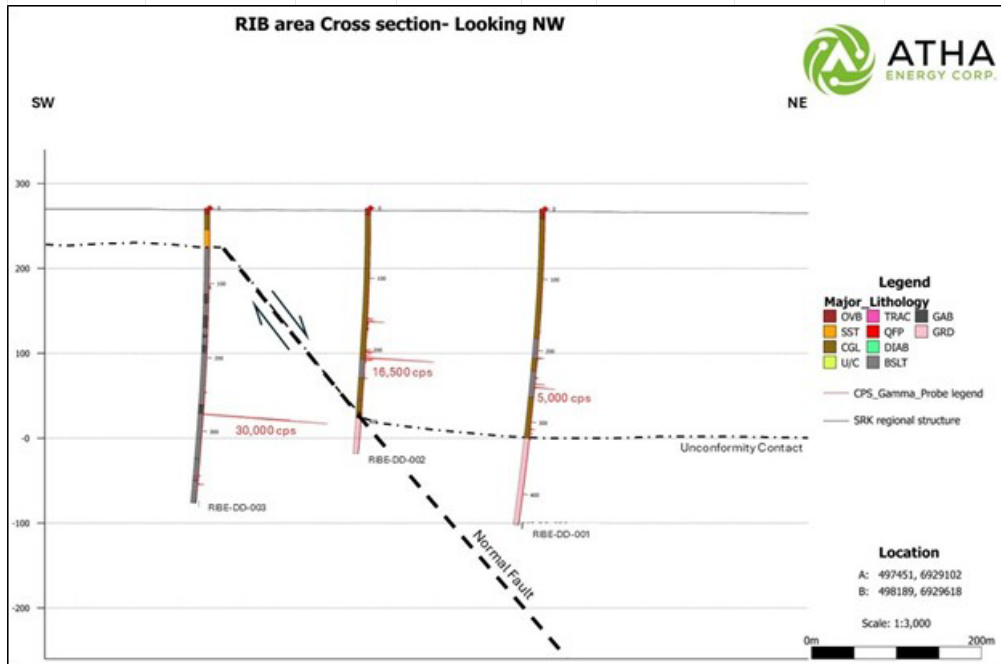 RIB area Cross section- Looking NW
ATHA
ENERGY CORP.
SW
NE
300
200
100
-0
-100
-200
0
100
200
300
30,000 cps
RIBE-DD-003
0
100
200
16,500 cps
RIBE-DD-002
0
100
200
5,000 cps
300
400
RIBE-DD-001
Unconformity Contact
Normal Fault
Legend
Major_Lithology
OVB TRAC GAB
SST QFP GRD
CGL DIAB
U/C BSLT
CPS_Gamma_Probe legend
SRK regional structure
Location
A: 497451, 6929102
B: 498189, 6929618
Scale: 1:3,000
0m 200m